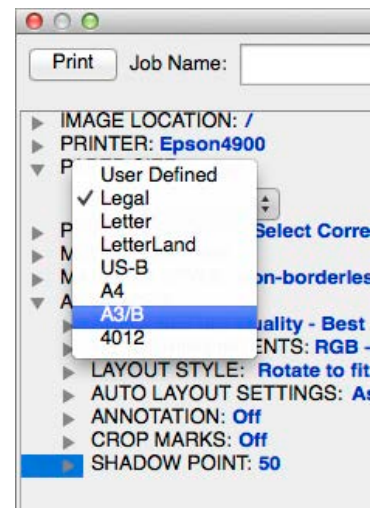 Print Job Name:
IMAGE LOCATION: /
PRINTER: Epson4900
User Defined
✓ Legal
Letter
LetterLand
US-B
A4
A3/B
4012
Select Corre
on-borderles
uality - Best
ENTS: RGB -
LAYOUT STYLE: Rotate to fit
AUTO LAYOUT SETTINGS: As
ANNOTATION: Off
CROP MARKS: Off
SHADOW POINT: 50